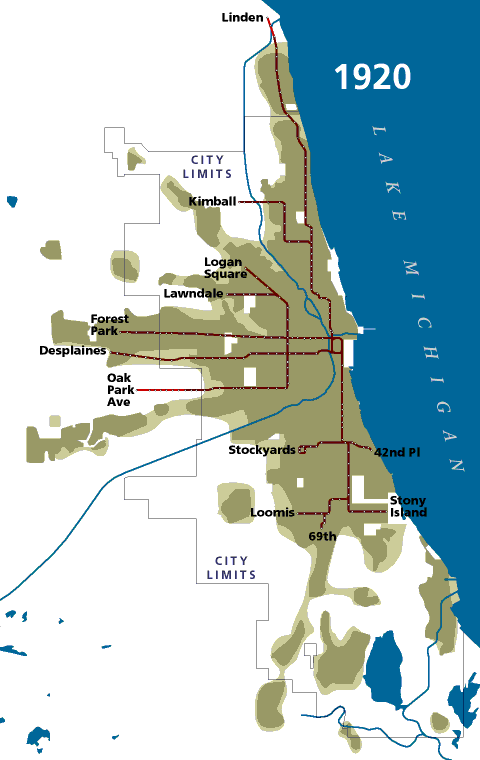 Linden
1920
LAKE MICHIGAN
CITY
LIMITS
Kimball
Logan
Square
Lawndale
Forest
Park
Desplaines
Oak
Park
Ave
Stockyards
42nd Pl
Loomis
Stony
Island
69th
CITY
LIMITS